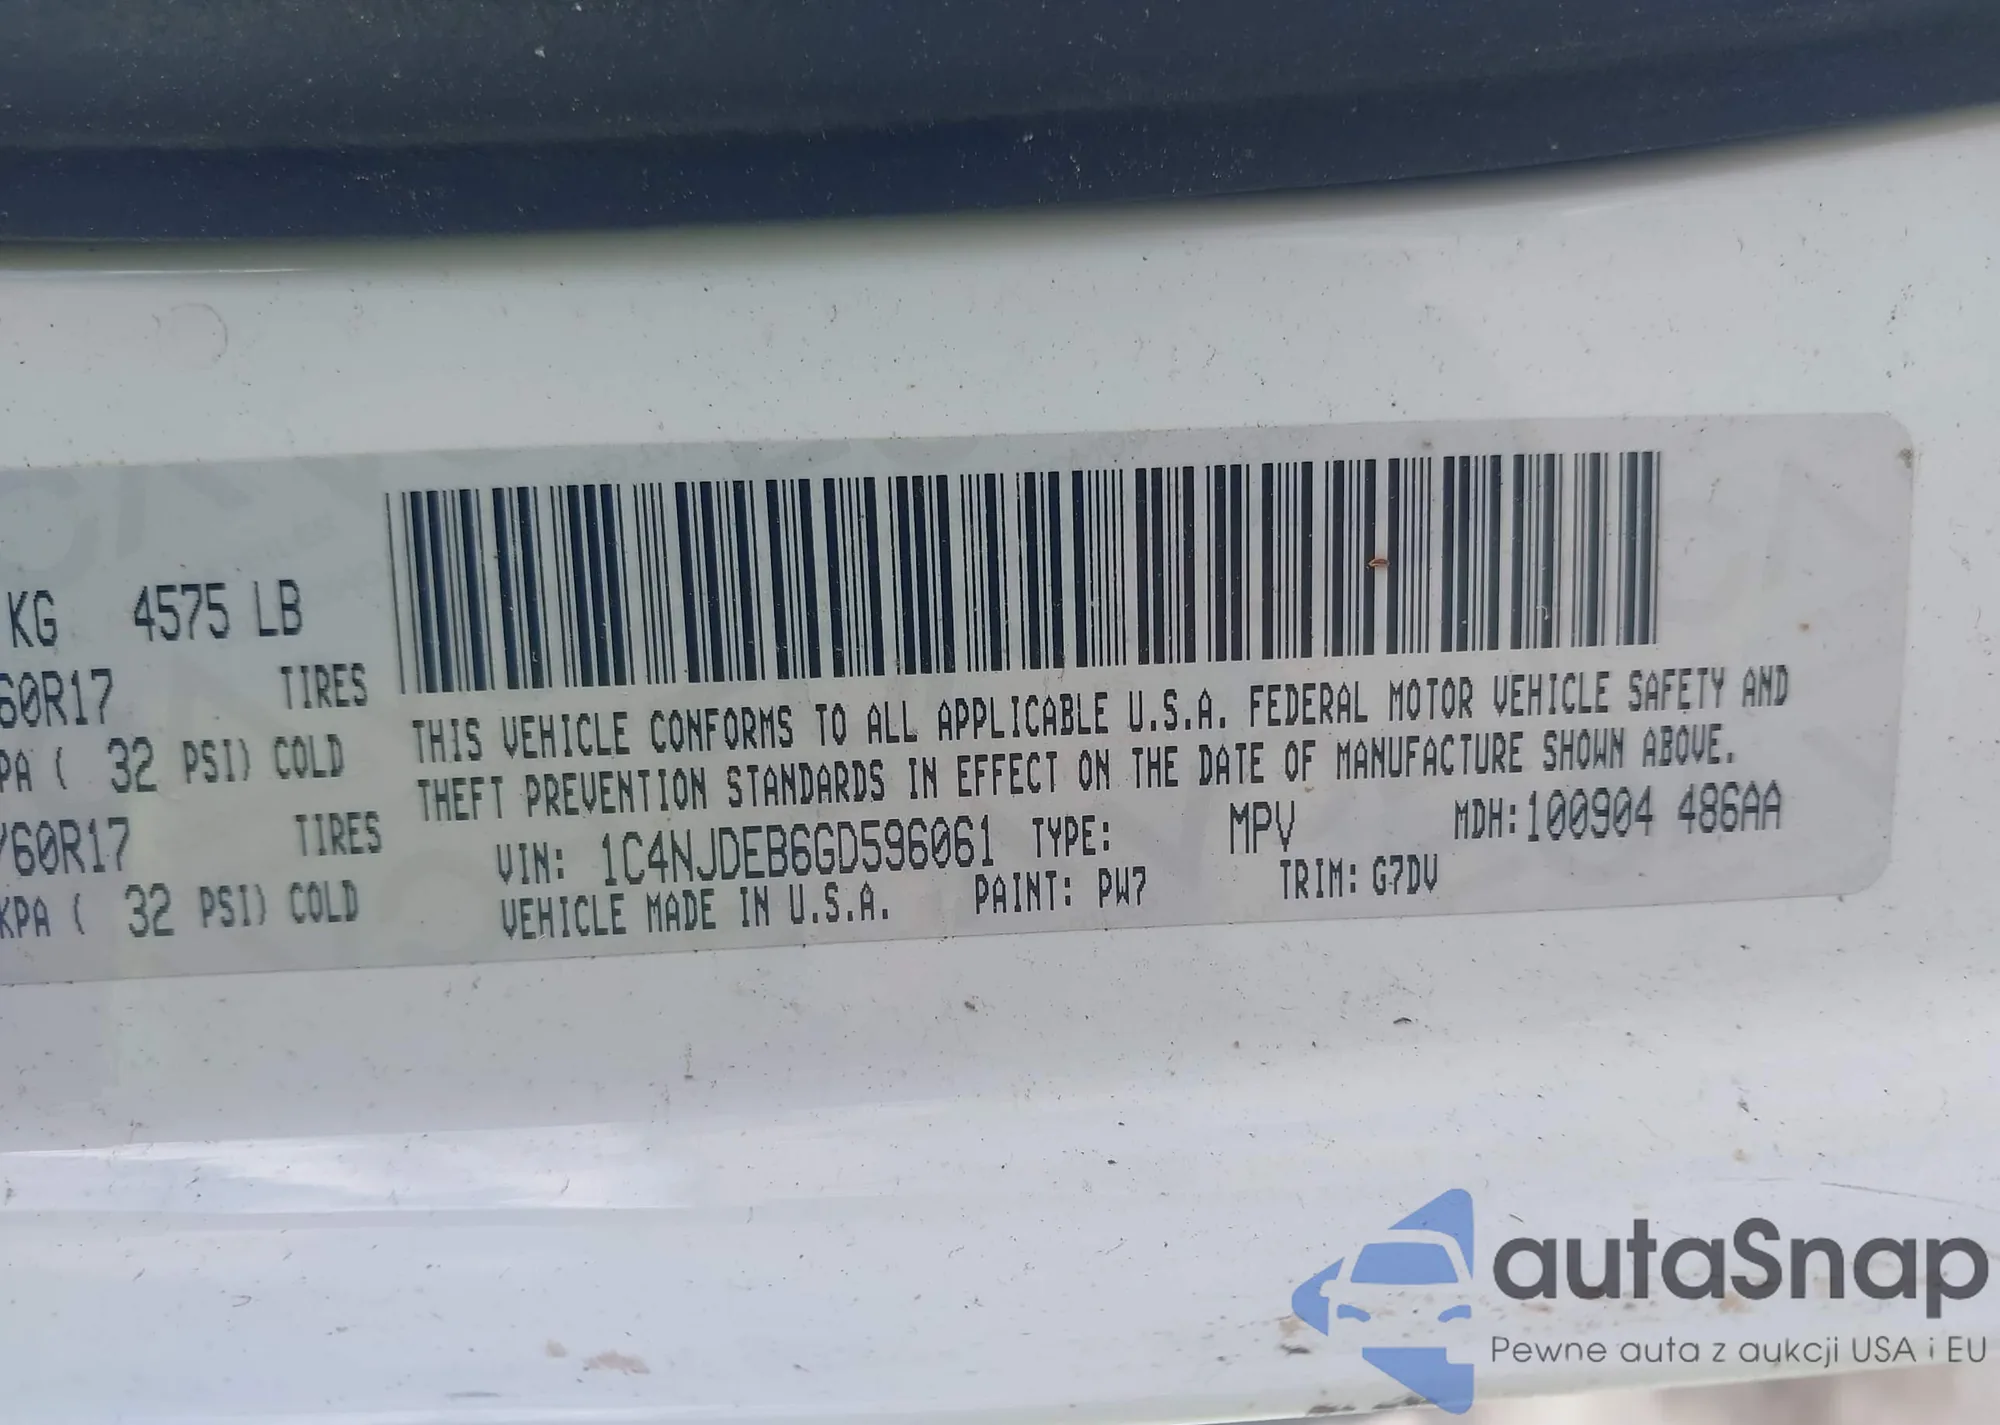 KG 4575 LB
60R17 TIRES
PA ( 32 PSI) COLD
/60R17 TIRES
KPA ( 32 PSI) COLD
THIS VEHICLE CONFORMS TO ALL APPLICABLE U.S.A. FEDERAL MOTOR VEHICLE SAFETY AND
THEFT PREVENTION STANDARDS IN EFFECT ON THE DATE OF MANUFACTURE SHOWN ABOVE.
VIN: 1C4NJDEB6GD596061 TYPE: MPV MDH:100904 486AA
VEHICLE MADE IN U.S.A. PAINT: PW7 TRIM: G7DV
autaSnap
Pewne auta z aukcji USA i EU